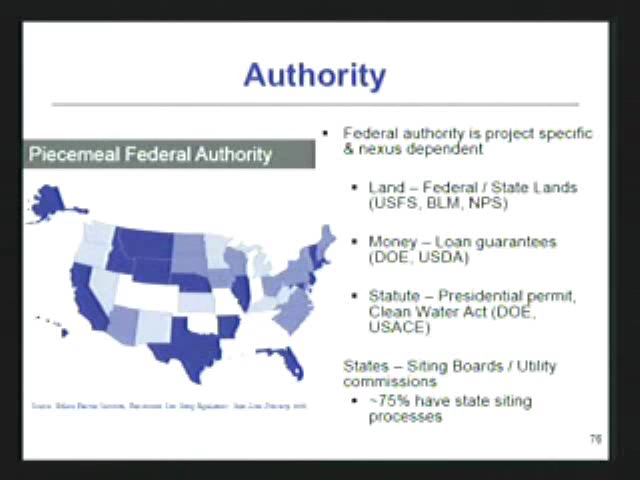 Authority
Piecemeal Federal Authority
▪ Federal authority is project specific
& nexus dependent
▪ Land – Federal / State Lands
(USFS, BLM, NPS)
▪ Money – Loan guarantees
(DOE, USDA)
▪ Statute – Presidential permit,
Clean Water Act (DOE,
USACE)
States – Siting Boards / Utility
commissions
▪ ~75% have state siting
processes
76